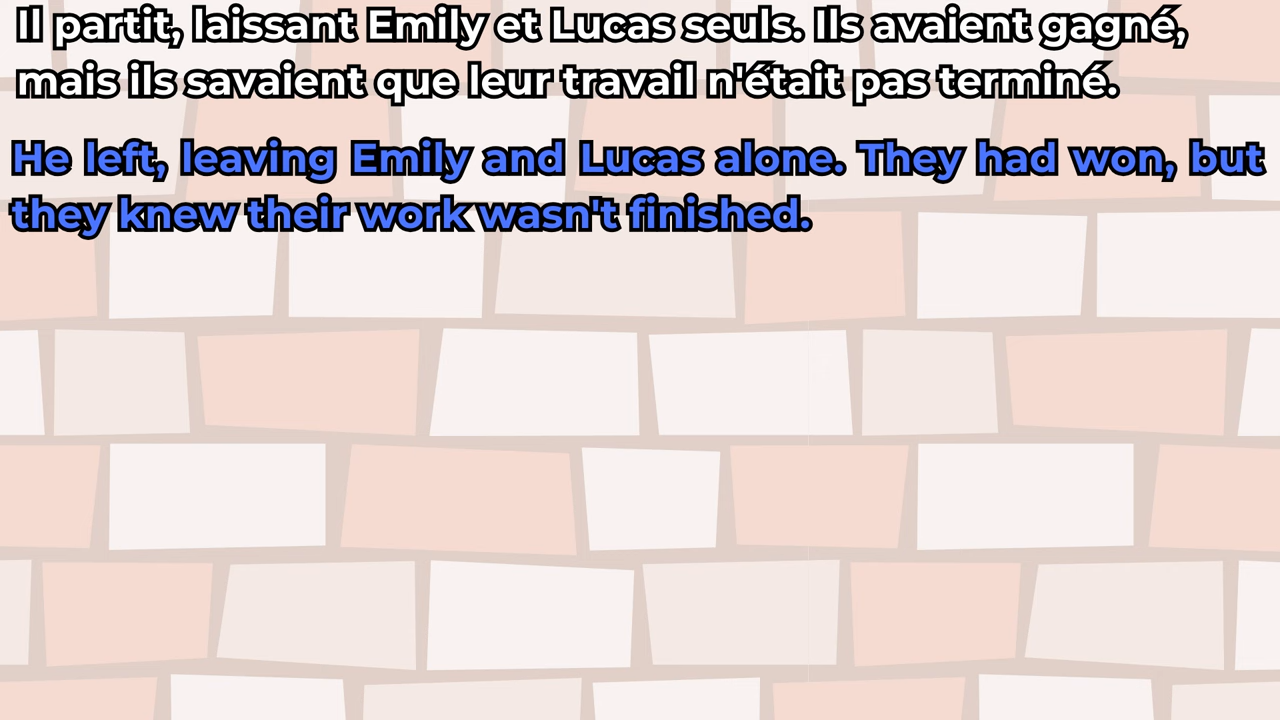 Il partit, laissant Emily et Lucas seuls. Ils avaient gagné,
mais ils savaient que leur travail n'était pas terminé.
He left, leaving Emily and Lucas alone. They had won, but
they knew their work wasn't finished.